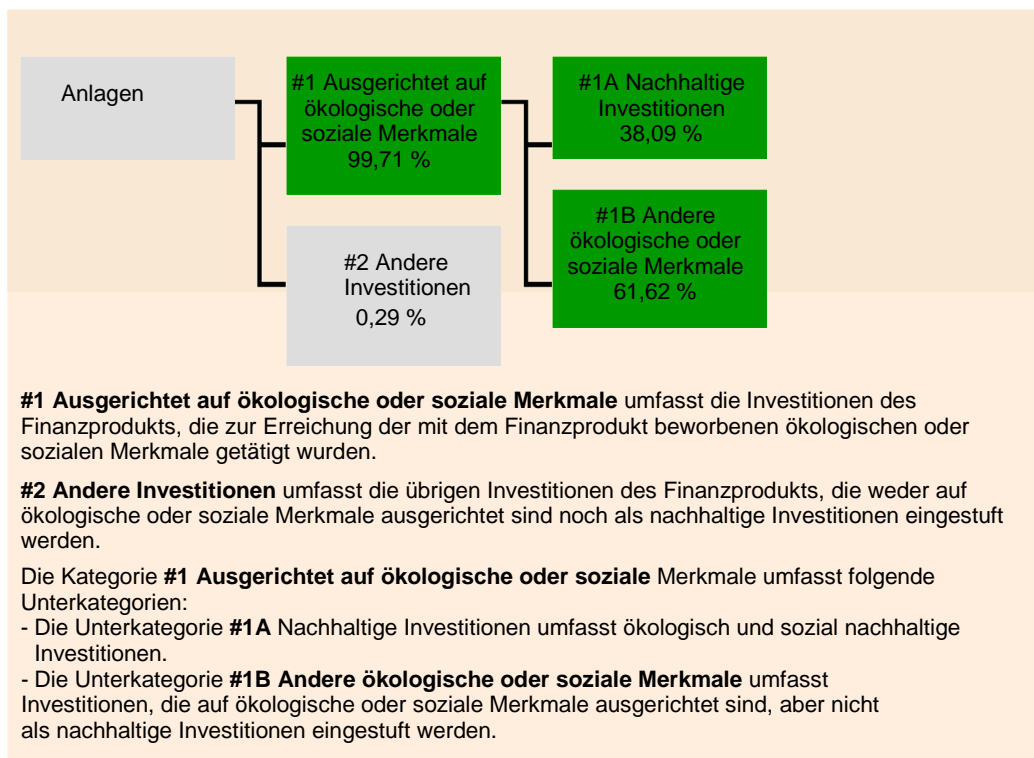 Anlagen
#1 Ausgerichtet auf
ökologische oder
soziale Merkmale
99,71 %
#1A Nachhaltige
Investitionen
38,09 %
#2 Andere
Investitionen
0,29 %
#1B Andere
ökologische oder
soziale Merkmale
61,62 %
#1 Ausgerichtet auf ökologische oder soziale Merkmale umfasst die Investitionen des
Finanzprodukts, die zur Erreichung der mit dem Finanzprodukt beworbenen ökologischen oder
sozialen Merkmale getätigt wurden.
#2 Andere Investitionen umfasst die übrigen Investitionen des Finanzprodukts, die weder auf
ökologische oder soziale Merkmale ausgerichtet sind noch als nachhaltige Investitionen eingestuft
werden.
Die Kategorie #1 Ausgerichtet auf ökologische oder soziale Merkmale umfasst folgende
Unterkategorien:
- Die Unterkategorie #1A Nachhaltige Investitionen umfasst ökologisch und sozial nachhaltige
Investitionen.
- Die Unterkategorie #1B Andere ökologische oder soziale Merkmale umfasst
Investitionen, die auf ökologische oder soziale Merkmale ausgerichtet sind, aber nicht
als nachhaltige Investitionen eingestuft werden.